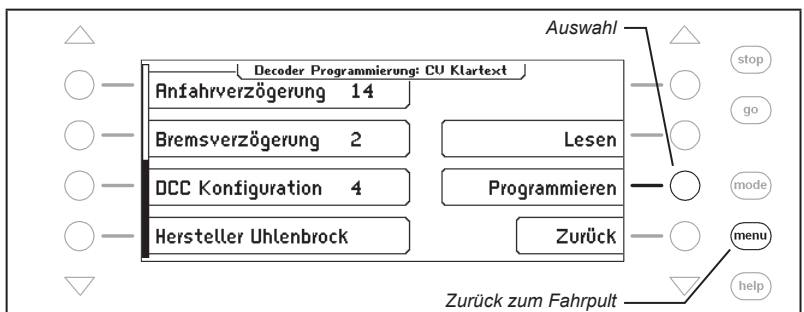 Auswahl
stop
Decoder Programmierung: CV Klartext
Anfahrverzögerung 14
go
Bremsverzögerung 2
Lesen
DCC Konfiguration 4
Programmieren
mode
Hersteller Uhlenbrock
Zurück
menu
help
Zurück zum Fahrpult